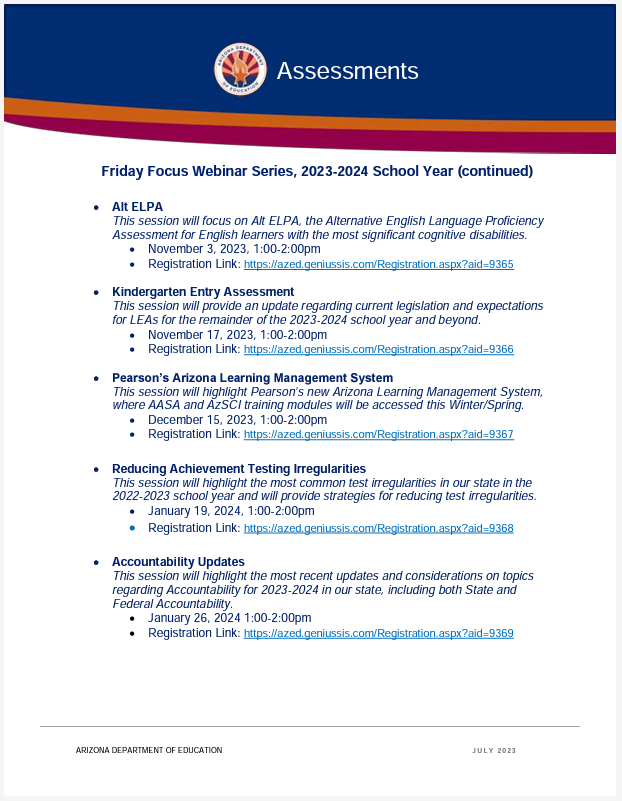 ARIZONA DEPARTMENT
OF EDUCATION
Assessments
Friday Focus Webinar Series, 2023-2024 School Year (continued)
• Alt ELPA
This session will focus on Alt ELPA, the Alternative English Language Proficiency
Assessment for English learners with the most significant cognitive disabilities.
• November 3, 2023, 1:00-2:00pm
• Registration Link: https://azed.geniussis.com/Registration.aspx?aid=9365
• Kindergarten Entry Assessment
This session will provide an update regarding current legislation and expectations
for LEAs for the remainder of the 2023-2024 school year and beyond.
• November 17, 2023, 1:00-2:00pm
• Registration Link: https://azed.geniussis.com/Registration.aspx?aid=9366
• Pearson's Arizona Learning Management System
This session will highlight Pearson's new Arizona Learning Management System,
where AASA and AzSCI training modules will be accessed this Winter/Spring.
• December 15, 2023, 1:00-2:00pm
• Registration Link: https://azed.geniussis.com/Registration.aspx?aid=9367
• Reducing Achievement Testing Irregularities
This session will highlight the most common test irregularities in our state in the
2022-2023 school year and will provide strategies for reducing test irregularities.
• January 19, 2024, 1:00-2:00pm
• Registration Link: https://azed.geniussis.com/Registration.aspx?aid=9368
• Accountability Updates
This session will highlight the most recent updates and considerations on topics
regarding Accountability for 2023-2024 in our state, including both State and
Federal Accountability.
• January 26, 2024 1:00-2:00pm
• Registration Link: https://azed.geniussis.com/Registration.aspx?aid=9369
ARIZONA DEPARTMENT OF EDUCATION
JULY 2023